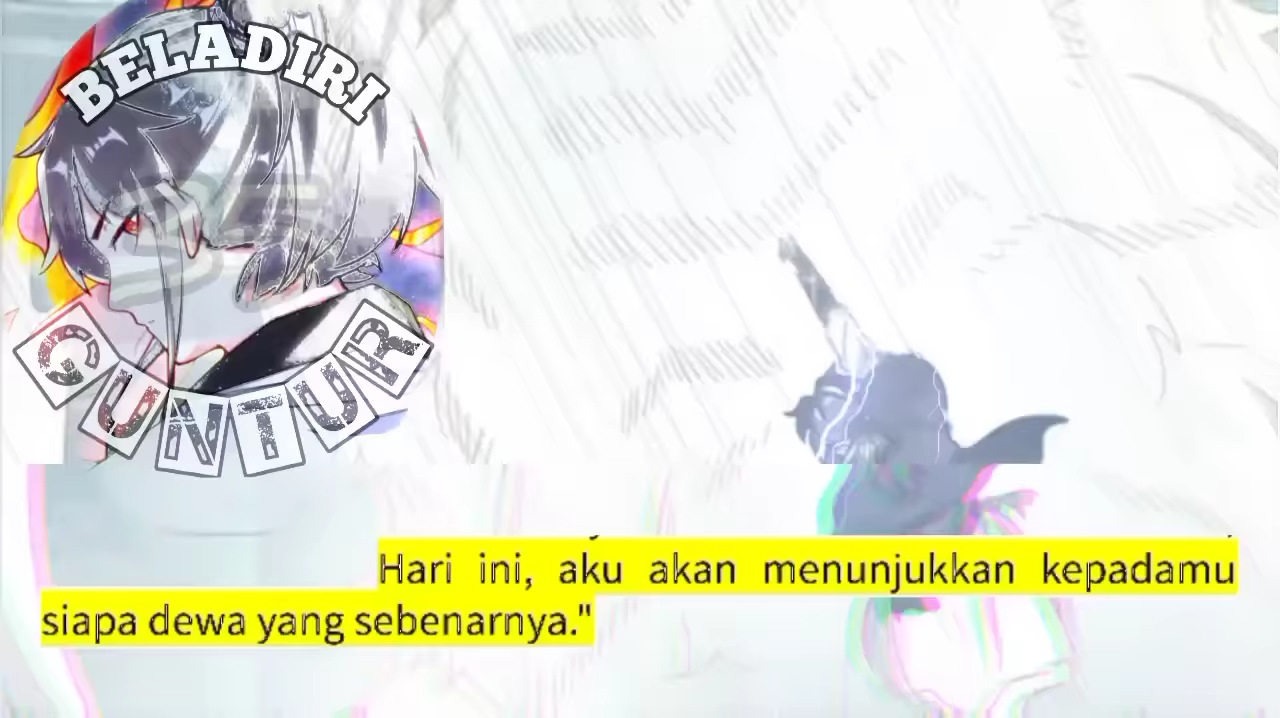 BELADIRI
GUNTUR
Hari ini, aku akan menunjukkan kepadamu
siapa dewa yang sebenarnya."